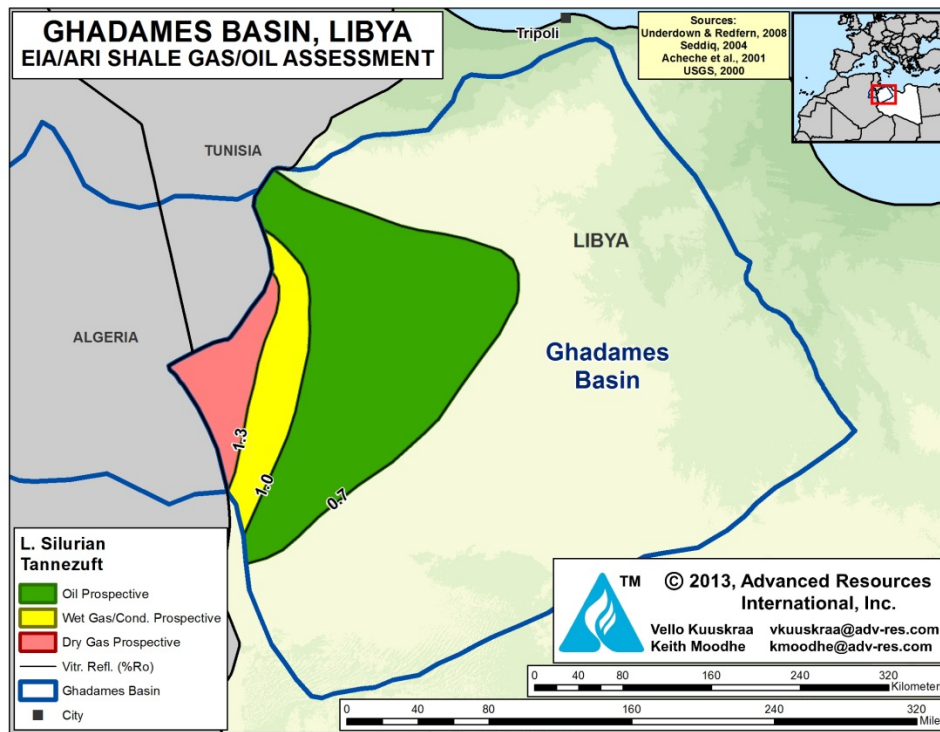 GHADAMES BASIN, LIBYA
EIA/ARI SHALE GAS/OIL ASSESSMENT
Tripoli
Sources:
Underdown & Redfern, 2008
Seddiq, 2004
Acheche et al., 2001
USGS, 2000
TUNISIA
LIBYA
ALGERIA
Ghadames
Basin
1.3
1.0
0.7
L. Silurian
Tannezuft
Oil Prospective
Wet Gas/Cond. Prospective
Dry Gas Prospective
Vitr. Refl. (%Ro)
Ghadames Basin
City
TM
© 2013, Advanced Resources
International, Inc.
Vello Kuuskraa vkuuskraa@adv-res.com
Keith Moodhe kmoodhe@adv-res.com
0 20 40 80 160 240 320
Kilometer
0 20 40 80 160 240 320
Mile